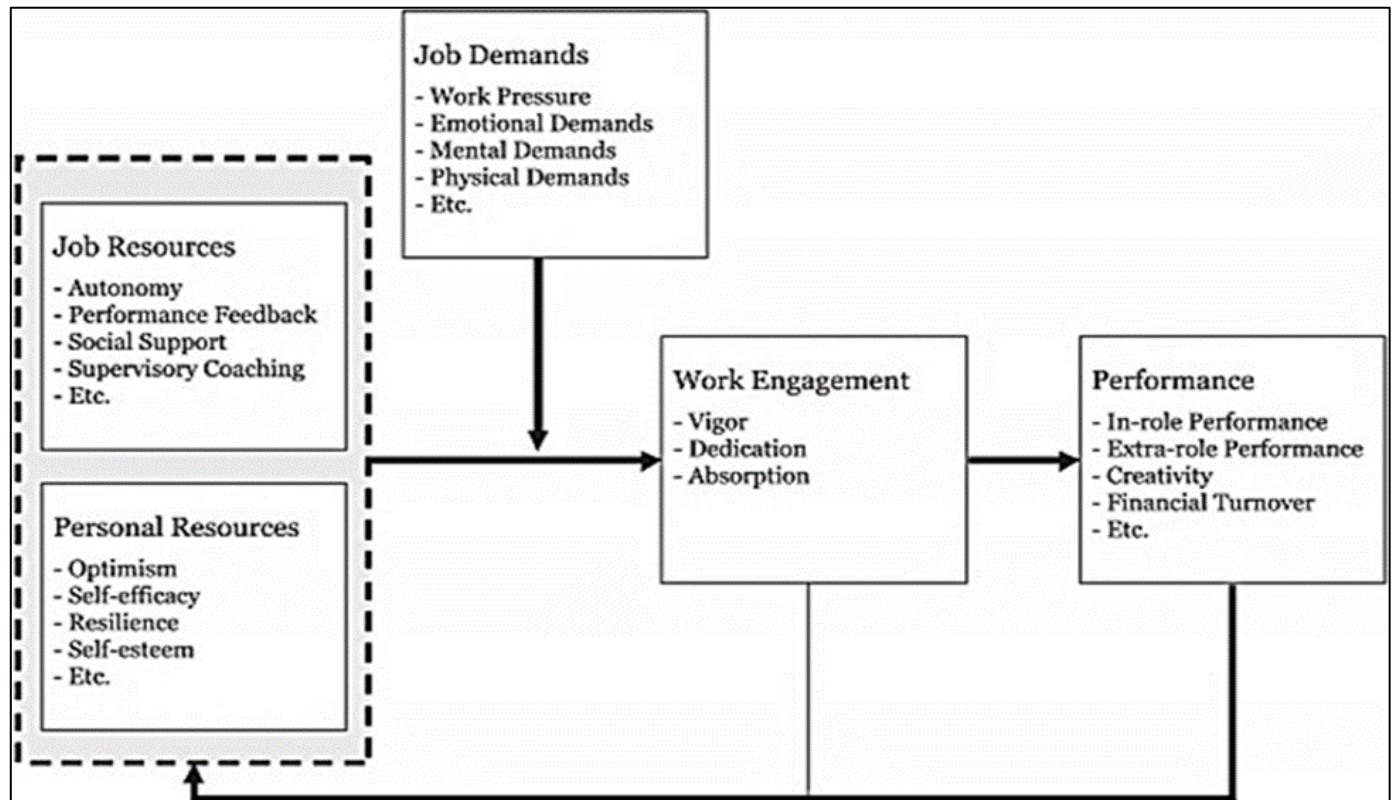 Job Demands
- Work Pressure
- Emotional Demands
- Mental Demands
- Physical Demands
- Etc.
Job Resources
- Autonomy
- Performance Feedback
- Social Support
- Supervisory Coaching
- Etc.
Personal Resources
- Optimism
- Self-efficacy
- Resilience
- Self-esteem
- Etc.
Work Engagement
- Vigor
- Dedication
- Absorption
Performance
- In-role Performance
- Extra-role Performance
- Creativity
- Financial Turnover
- Etc.